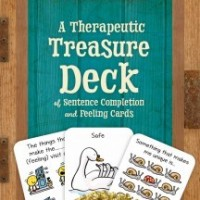 A Therapeutic
Treasure
Deck
of Sentence Completion
and Feeling Cards
The things that
make the....
(feeling) visit
Safe
Something that makes
me unique is...